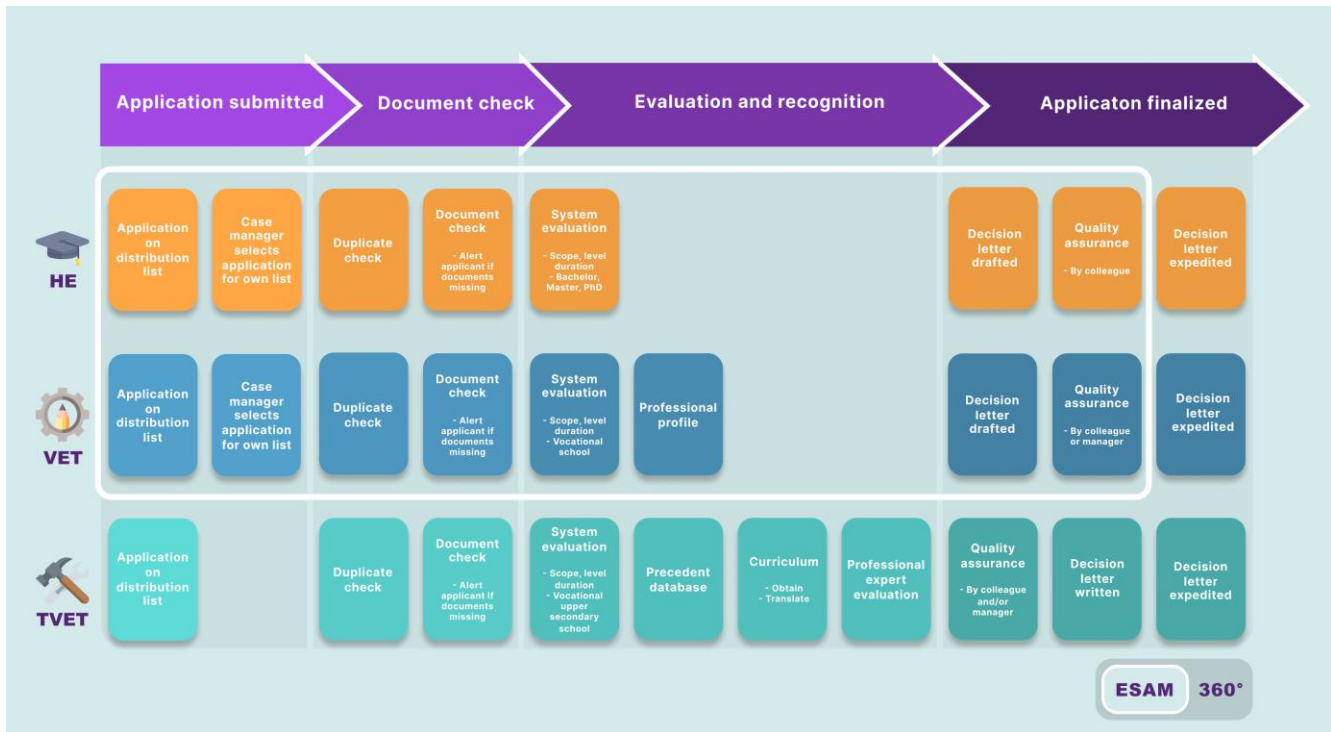 Application submitted
Document check
Evaluation and recognition
Applicaton finalized
HE
Application
on
distribution
list
Case
manager
selects
application
for own list
Duplicate
check
Document
check
- Alert
applicant if
documents
missing
System
evaluation
- Scope, level
duration
- Bachelor,
Master, PhD
Decision
letter
drafted
Quality
assurance
- By colleague
Decision
letter
expedited
VET
Application
on
distribution
list
Case
manager
selects
application
for own list
Duplicate
check
Document
check
- Alert
applicant if
documents
missing
System
evaluation
- Scope, level
duration
- Vocational
school
Professional
profile
Decision
letter
drafted
Quality
assurance
- By colleague
or manager
Decision
letter
expedited
TVET
Application
on
distribution
list
Duplicate
check
Document
check
- Alert
applicant if
documents
missing
System
evaluation
- Scope, level
duration
- Vocational
upper
secondary
school
Precedent
database
Curriculum
- Obtain
- Translate
Professional
expert
evaluation
Quality
assurance
- By colleague
and/or
manager
Decision
letter
written
Decision
letter
expedited
ESAM 360°